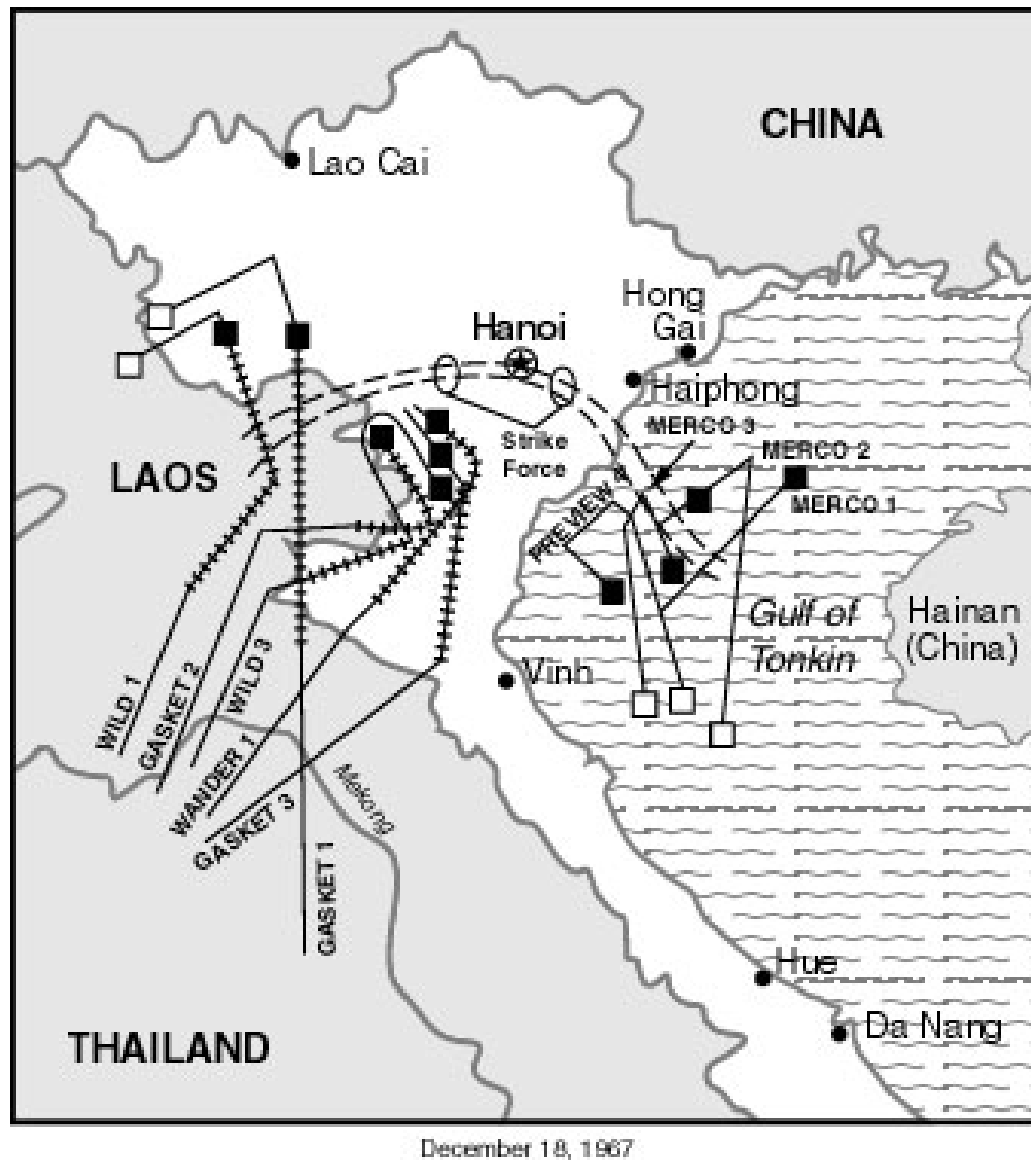 CHINA
Lao Cai
Hong
Gai
Hanoi
Haiphong
MERCO 3
Strike
Force
MERCO 2
LAOS
MERCO 1
PREVIEW
Gulf of
Tonkin
Hainan
(China)
Vinh
WILD 1
GASKET 2
WILD 3
WANDER 1
GASKET 3
Mekong
GASKET 1
Hue
Da Nang
THAILAND
December 18, 1967